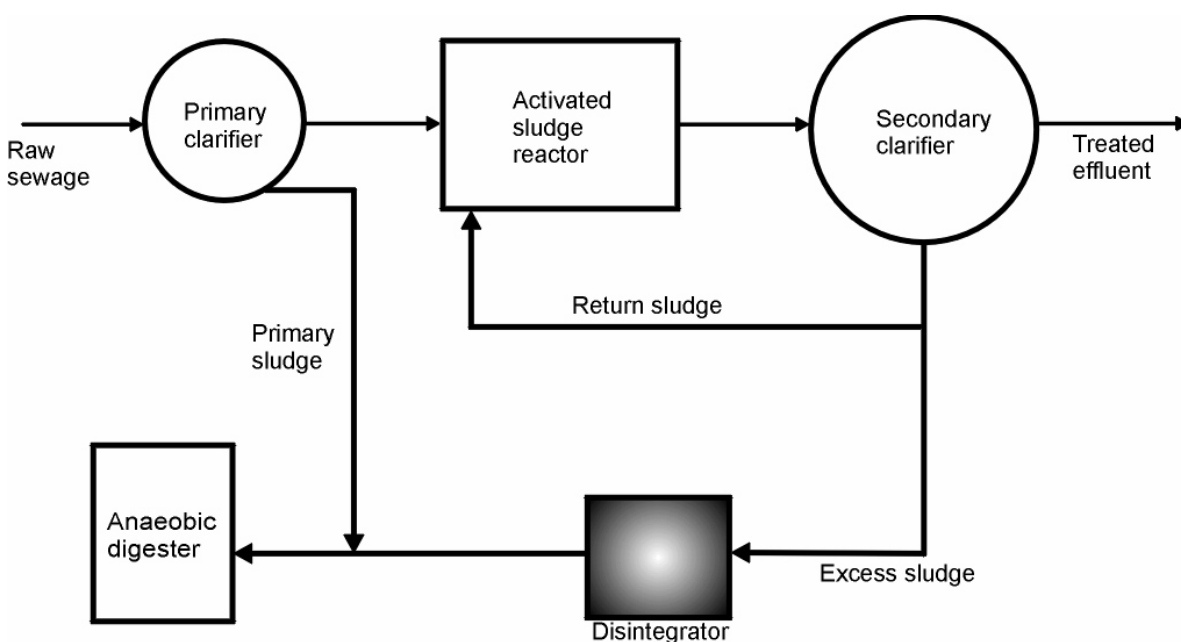 Primary
clarifier
Activated
sludge
reactor
Secondary
clarifier
Raw
sewage
Treated
effluent
Return sludge
Primary
sludge
Anaeobic
digester
Excess sludge
Disintegrator